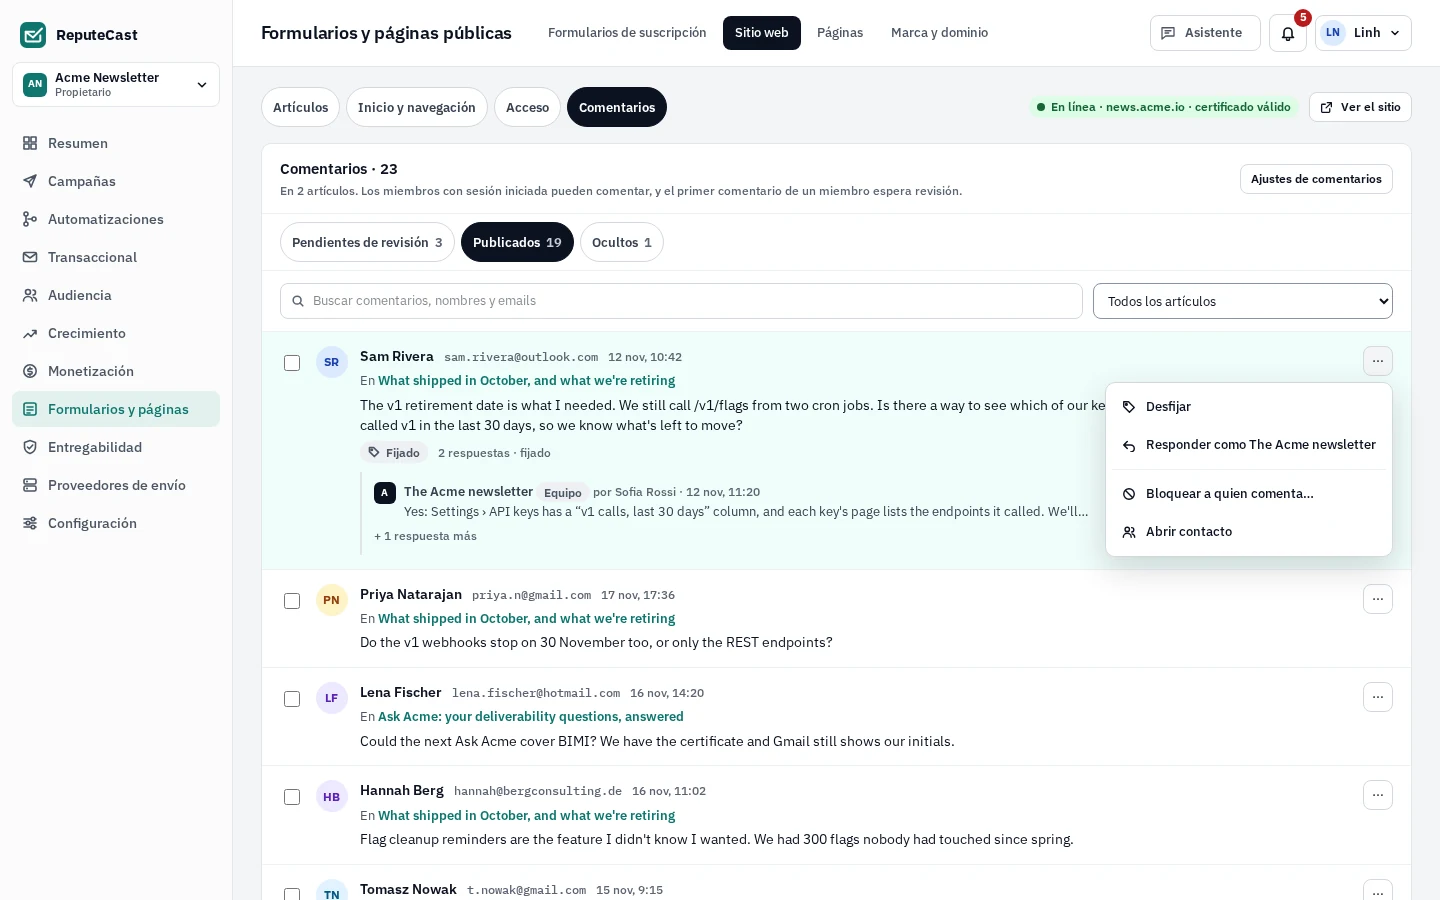 ReputeCast
AN
Acme Newsletter
Propietario
Resumen
Campañas
Automatizaciones
Transaccional
Audiencia
Crecimiento
Monetización
Formularios y páginas
Entregabilidad
Proveedores de envío
Configuración
Formularios y páginas públicas
Formularios de suscripción
Sitio web
Páginas
Marca y dominio
Asistente
5
LN
Linh
Artículos
Inicio y navegación
Acceso
Comentarios
En línea · news.acme.io · certificado válido
Ver el sitio
Comentarios · 23
En 2 artículos. Los miembros con sesión iniciada pueden comentar, y el primer comentario de un miembro espera revisión.
Ajustes de comentarios
Pendientes de revisión 3
Publicados 19
Ocultos 1
Buscar comentarios, nombres y emails
Todos los artículos
SR
Sam Rivera sam.rivera@outlook.com 12 nov, 10:42
En What shipped in October, and what we're retiring
The v1 retirement date is what I needed. We still call /v1/flags from two cron jobs. Is there a way to see which of our ke
called v1 in the last 30 days, so we know what's left to move?
Fijado 2 respuestas · fijado
A
The Acme newsletter Equipo por Sofia Rossi · 12 nov, 11:20
Yes: Settings › API keys has a “v1 calls, last 30 days” column, and each key's page lists the endpoints it called. We'll…
+ 1 respuesta más
Desfijar
Responder como The Acme newsletter
Bloquear a quien comenta…
Abrir contacto
PN
Priya Natarajan priya.n@gmail.com 17 nov, 17:36
En What shipped in October, and what we're retiring
Do the v1 webhooks stop on 30 November too, or only the REST endpoints?
LF
Lena Fischer lena.fischer@hotmail.com 16 nov, 14:20
En Ask Acme: your deliverability questions, answered
Could the next Ask Acme cover BIMI? We have the certificate and Gmail still shows our initials.
HB
Hannah Berg hannah@bergconsulting.de 16 nov, 11:02
En What shipped in October, and what we're retiring
Flag cleanup reminders are the feature I didn't know I wanted. We had 300 flags nobody had touched since spring.
TN
Tomasz Nowak t.nowak@gmail.com 15 nov, 9:15